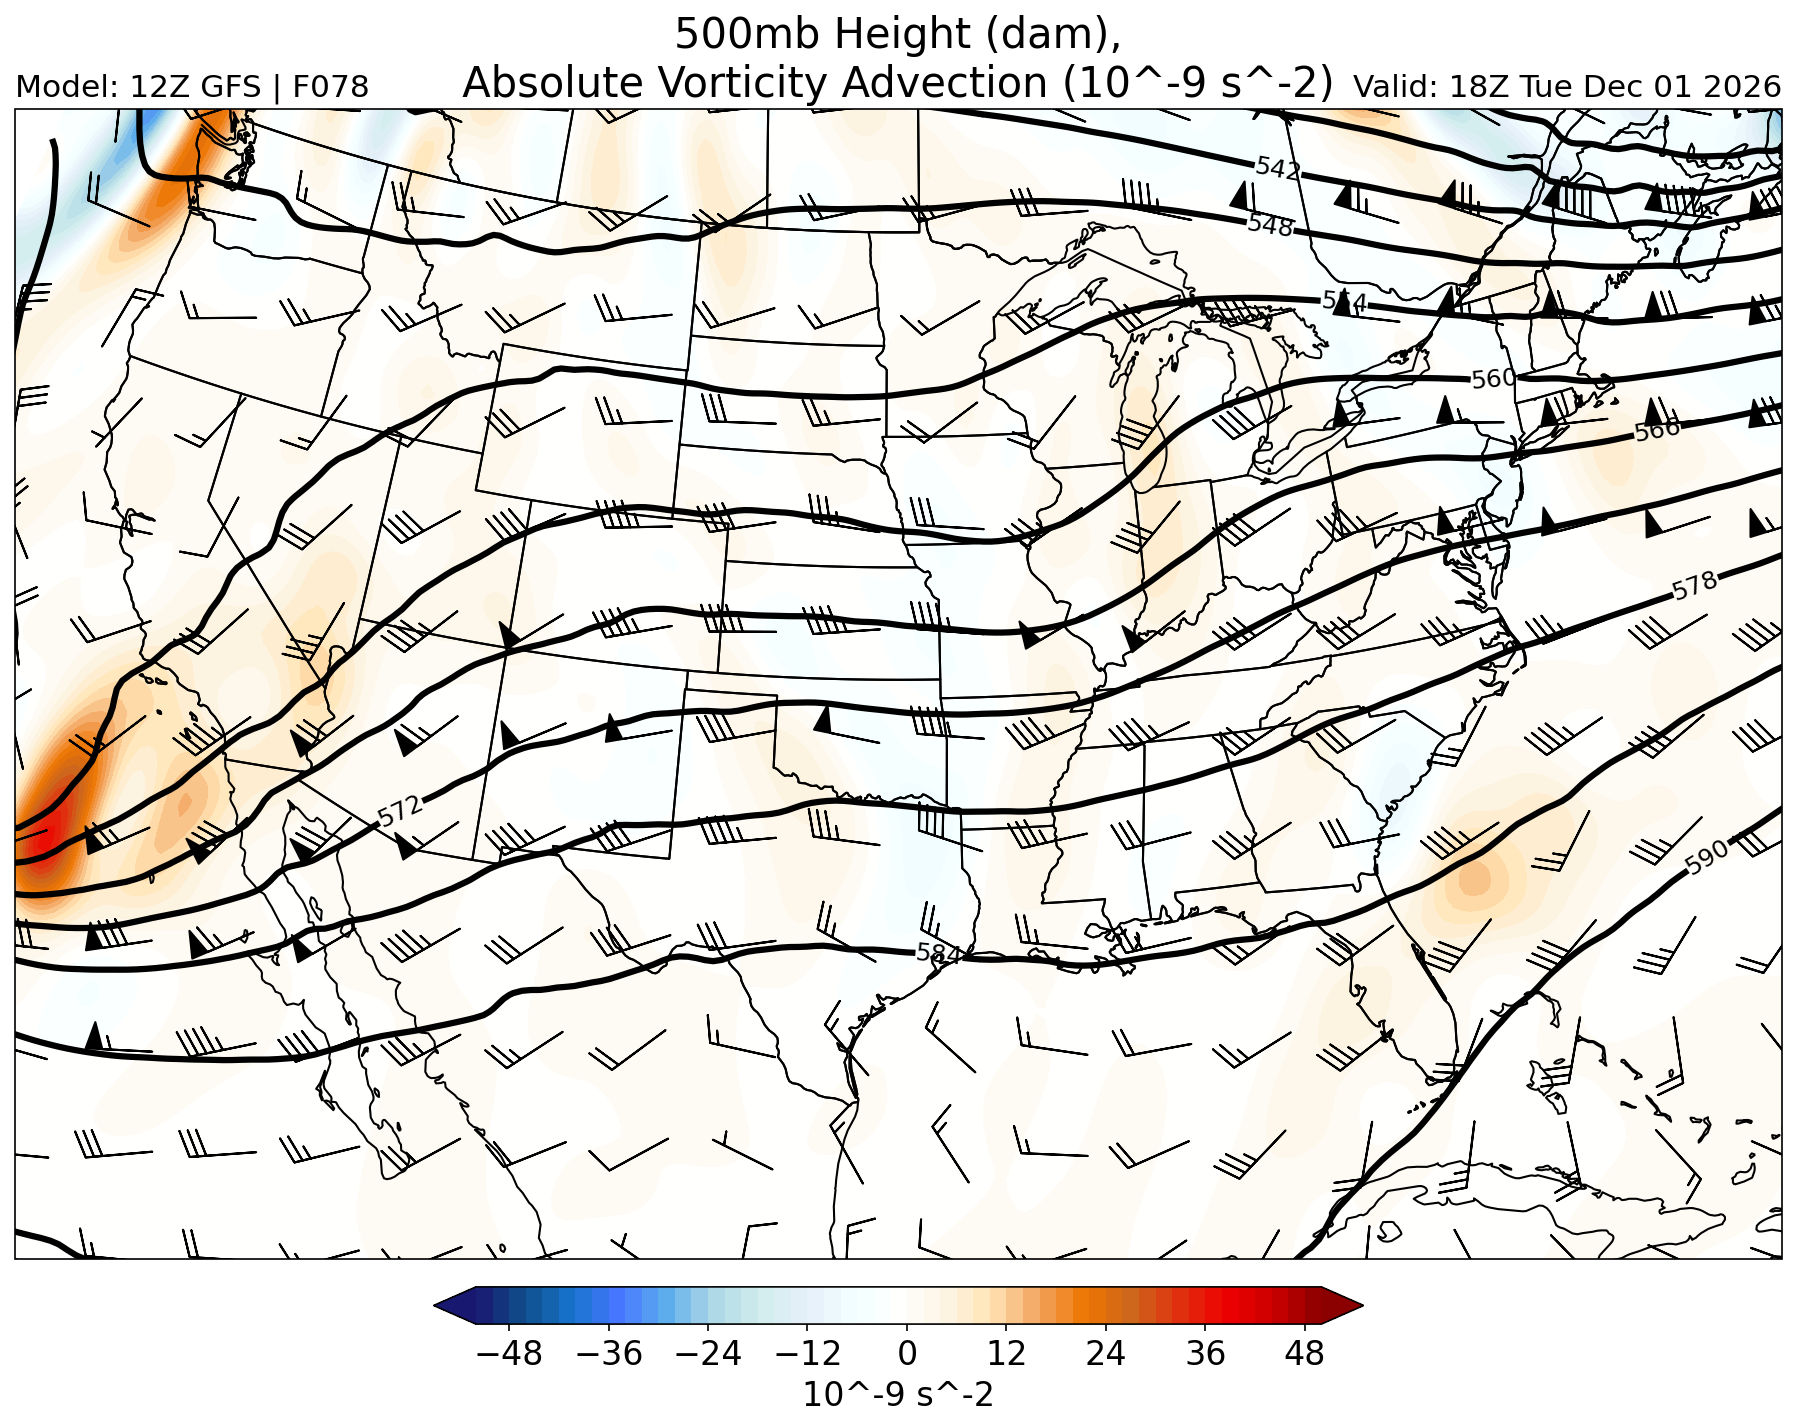 500mb Height (dam),
Model: 12Z GFS | F078
Absolute Vorticity Advection (10^-9 s^-2)
Valid: 18Z Tue Dec 01 2026
542
548
554
560
566
578
572
590
584
−48 −36 −24 −12 0 12 24 36 48
10^-9 s^-2